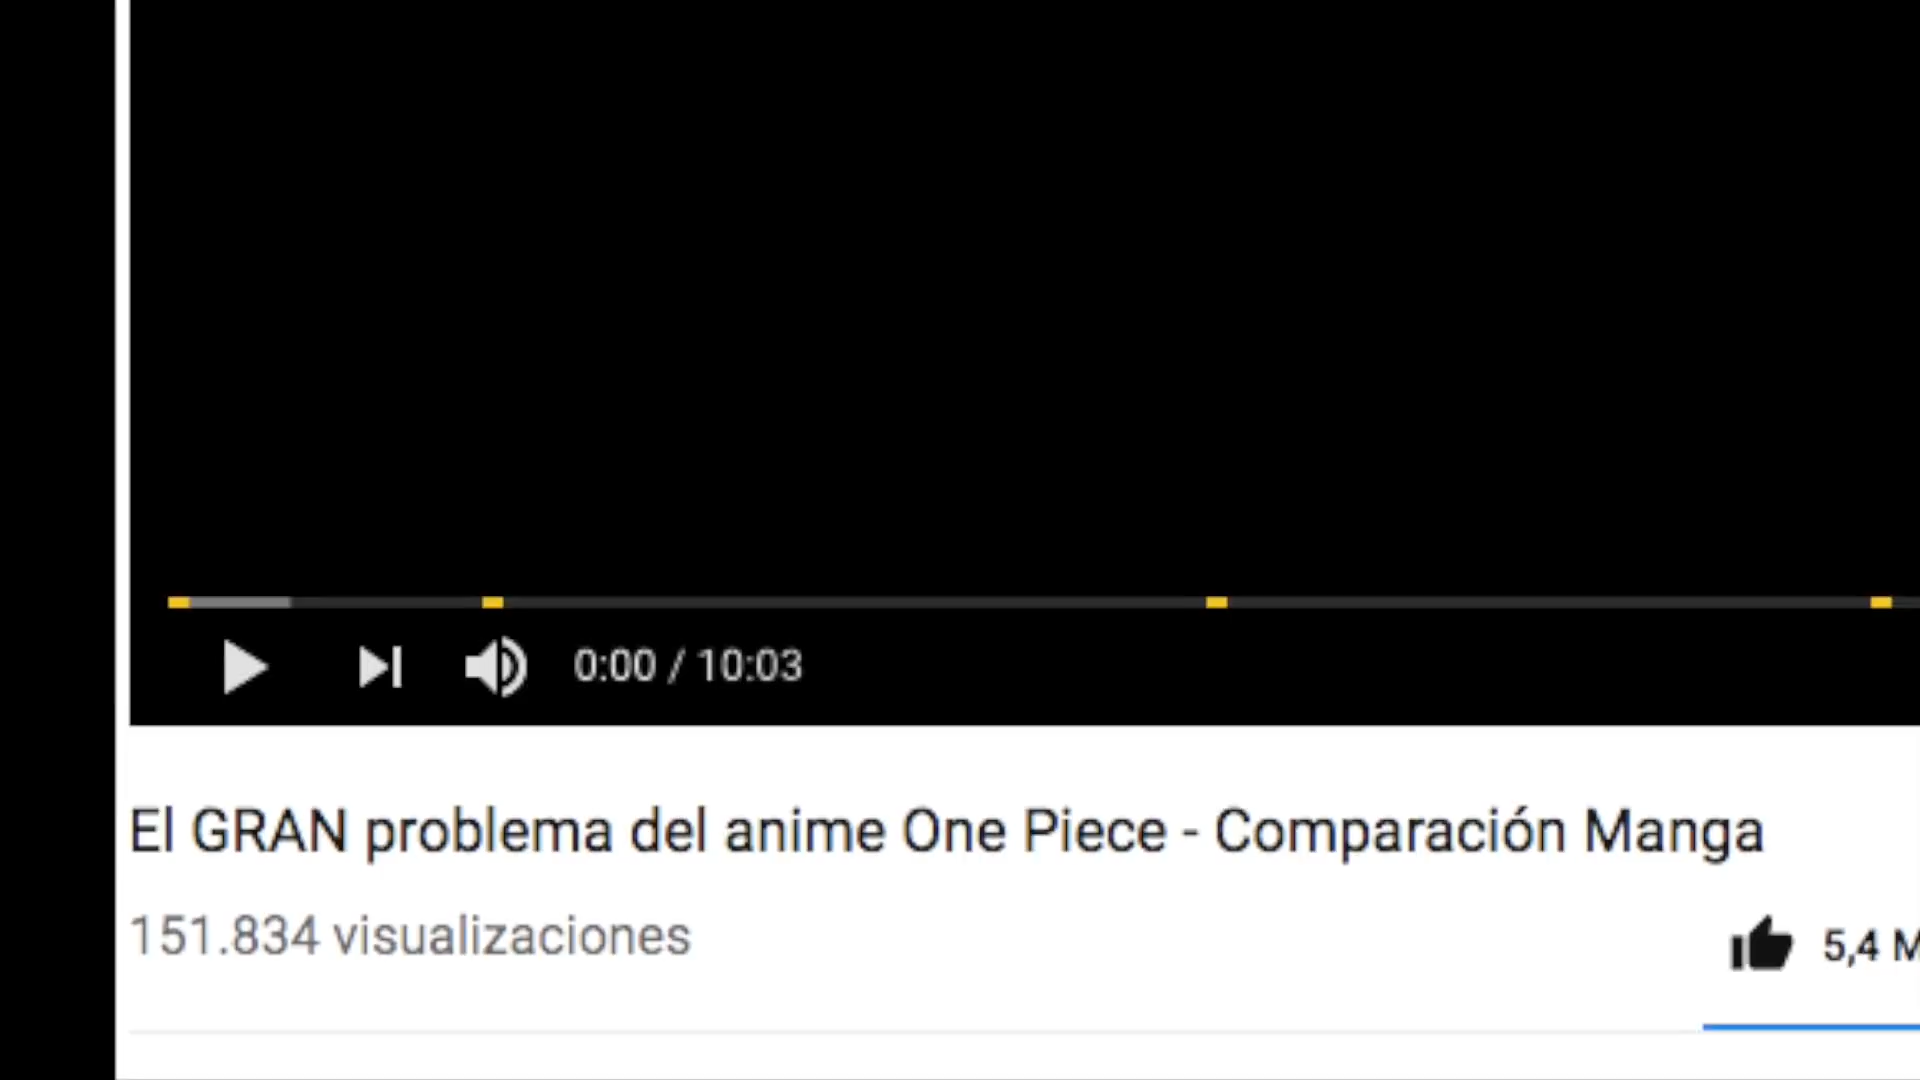 0:00 / 10:03
El GRAN problema del anime One Piece - Comparación Manga
151.834 visualizaciones
5,4 M